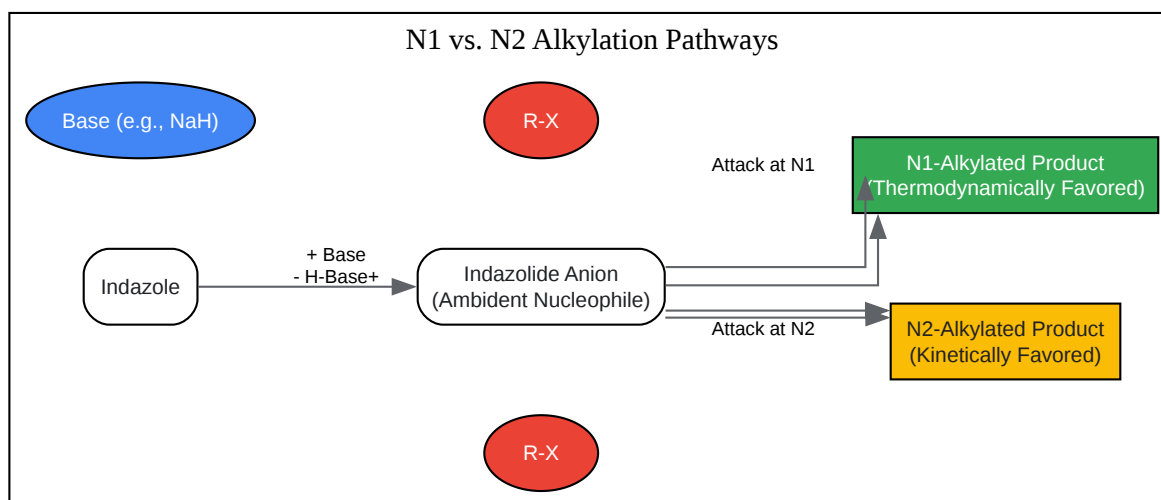 N1 vs. N2 Alkylation Pathways
Base (e.g., NaH)
R-X
Attack at N1
N1-Alkylated Product
(Thermodynamically Favored)
+ Base
- H-Base+
Indazole
Indazolide Anion
(Ambident Nucleophile)
Attack at N2
N2-Alkylated Product
(Kinetically Favored)
R-X